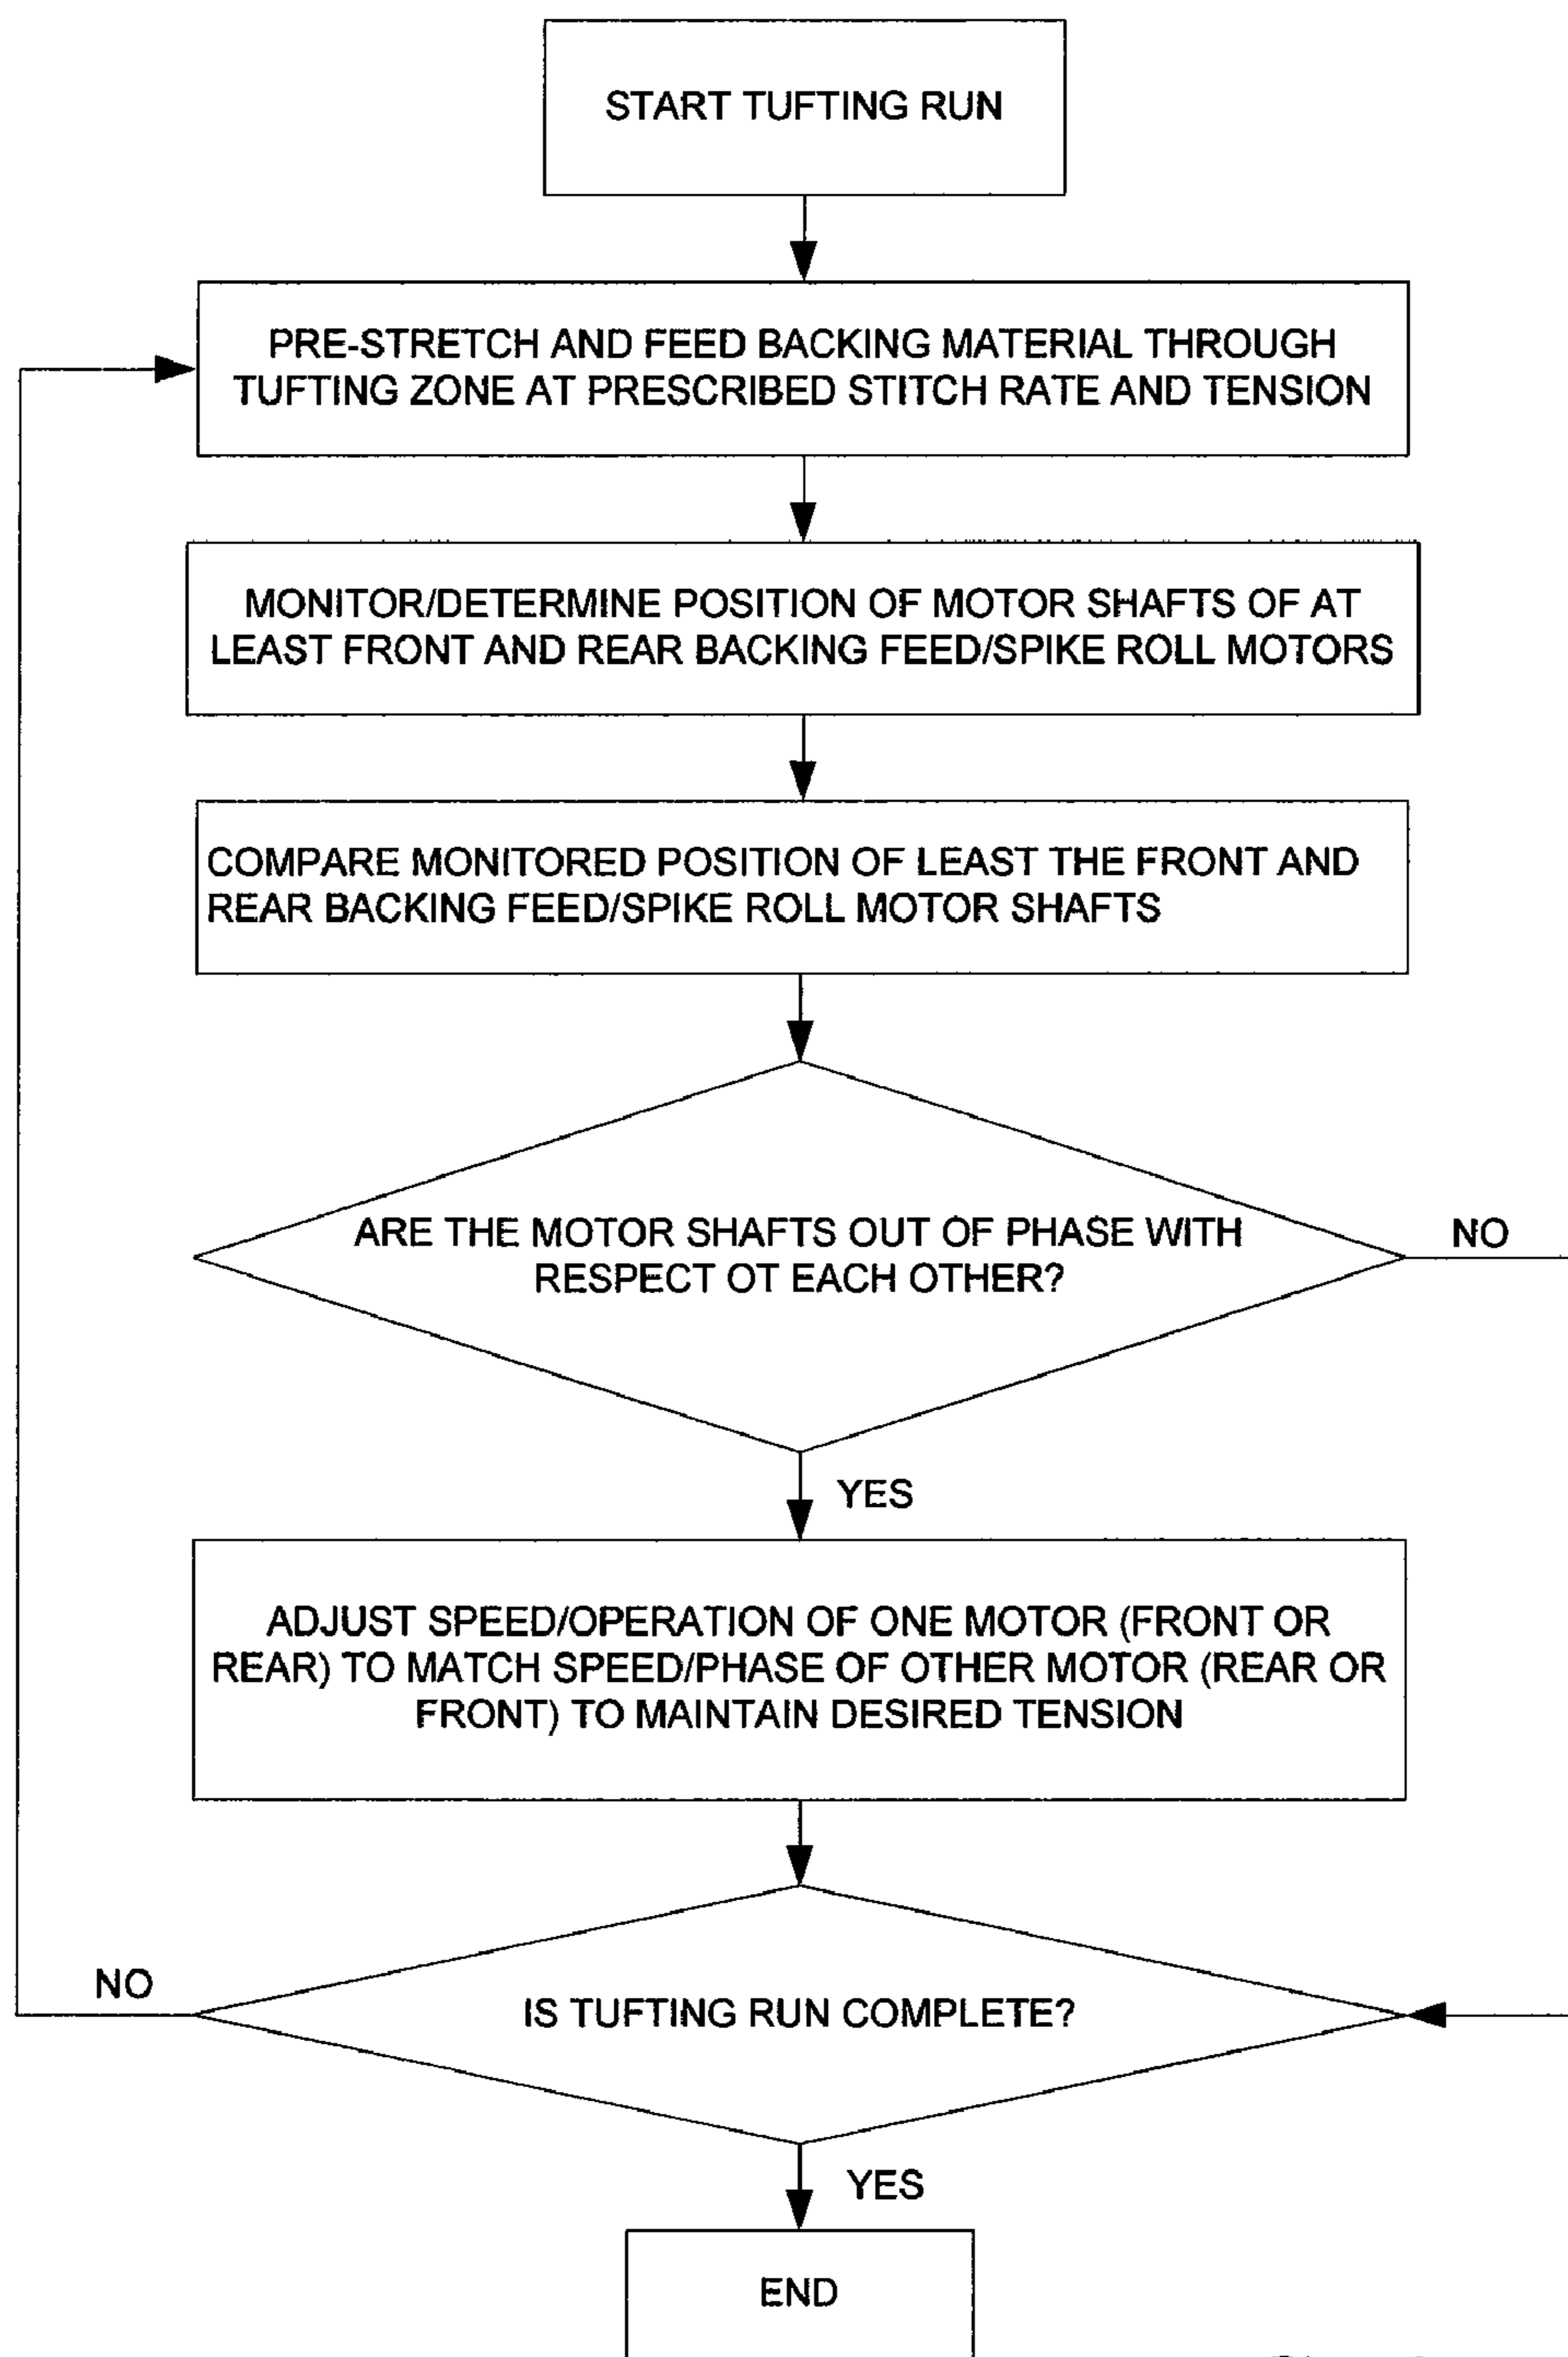 START TUFTING RUN
PRE-STRETCH AND FEED BACKING MATERIAL THROUGH
TUFTING ZONE AT PRESCRIBED STITCH RATE AND TENSION
MONITOR/DETERMINE POSITION OF MOTOR SHAFTS OF AT
LEAST FRONT AND REAR BACKING FEED/SPIKE ROLL MOTORS
COMPARE MONITORED POSITION OF LEAST THE FRONT AND
REAR BACKING FEED/SPIKE ROLL MOTOR SHAFTS
ARE THE MOTOR SHAFTS OUT OF PHASE WITH
RESPECT OT EACH OTHER?
NO
YES
ADJUST SPEED/OPERATION OF ONE MOTOR (FRONT OR
REAR) TO MATCH SPEED/PHASE OF OTHER MOTOR (REAR OR
FRONT) TO MAINTAIN DESIRED TENSION
NO
IS TUFTING RUN COMPLETE?
YES
END